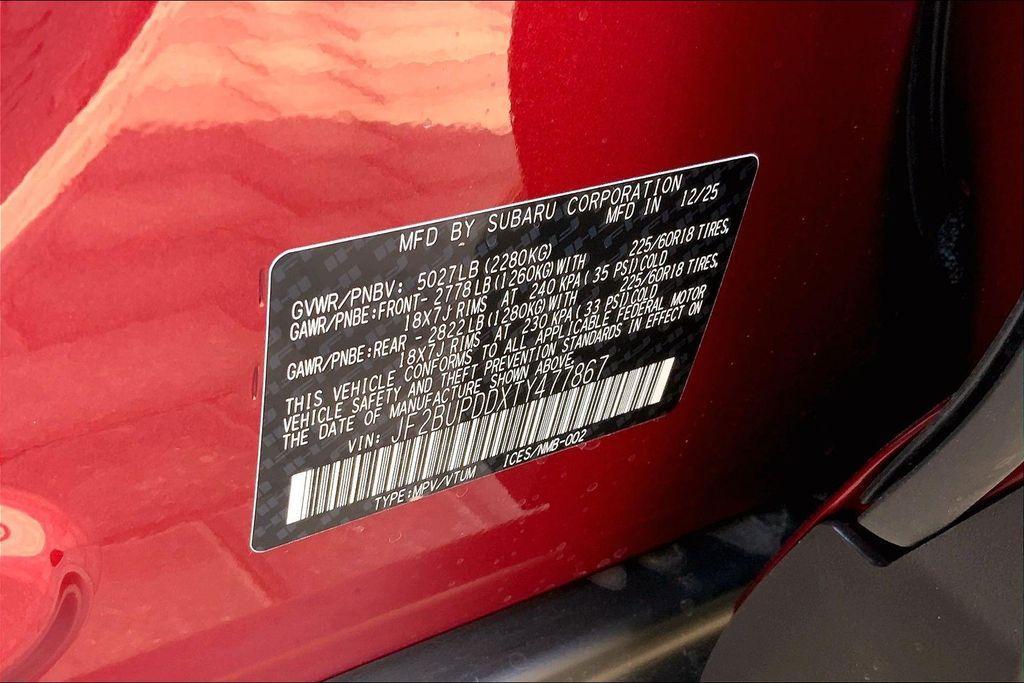 MFD BY SUBARU CORPORATION
MFD IN 12/25
GVWR/PNBV: 5027LB(2280KG)
GAWR/PNBE:FRONT- 2778LB(1260KG)WITH 225/60R18 TIRES,
18X7J RIMS AT 240 KPA(35 PSI)COLD
GAWR/PNBE:REAR - 2822LB(1280KG)WITH 225/60R18 TIRES,
18X7J RIMS AT 230 KPA(33 PSI)COLD
THIS VEHICLE CONFORMS TO ALL APPLICABLE FEDERAL MOTOR
VEHICLE SAFETY AND THEFT PREVENTION STANDARDS IN EFFECT ON
THE DATE OF MANUFACTURE SHOWN ABOVE.
VIN: JF2BUPDDXTY477867
TYPE:MPV/VTUM ICES/NMB-002